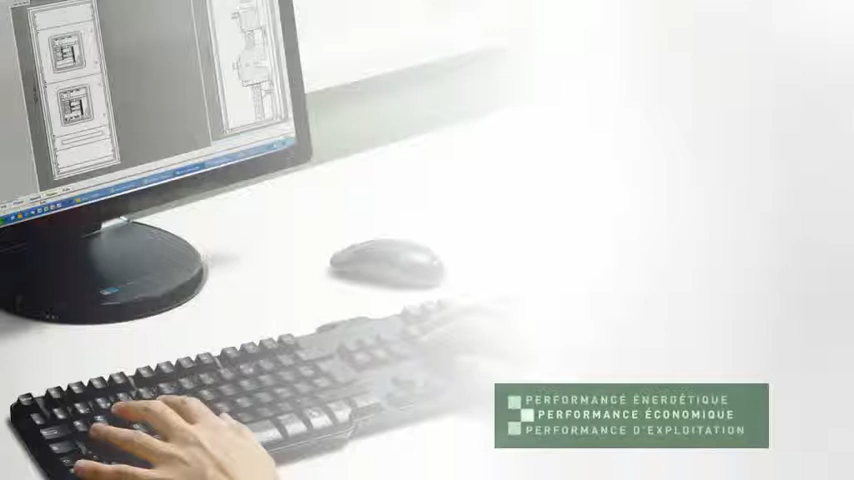 PERFORMANCE ÉNERGÉTIQUE
PERFORMANCE ÉCONOMIQUE
PERFORMANCE D'EXPLOITATION